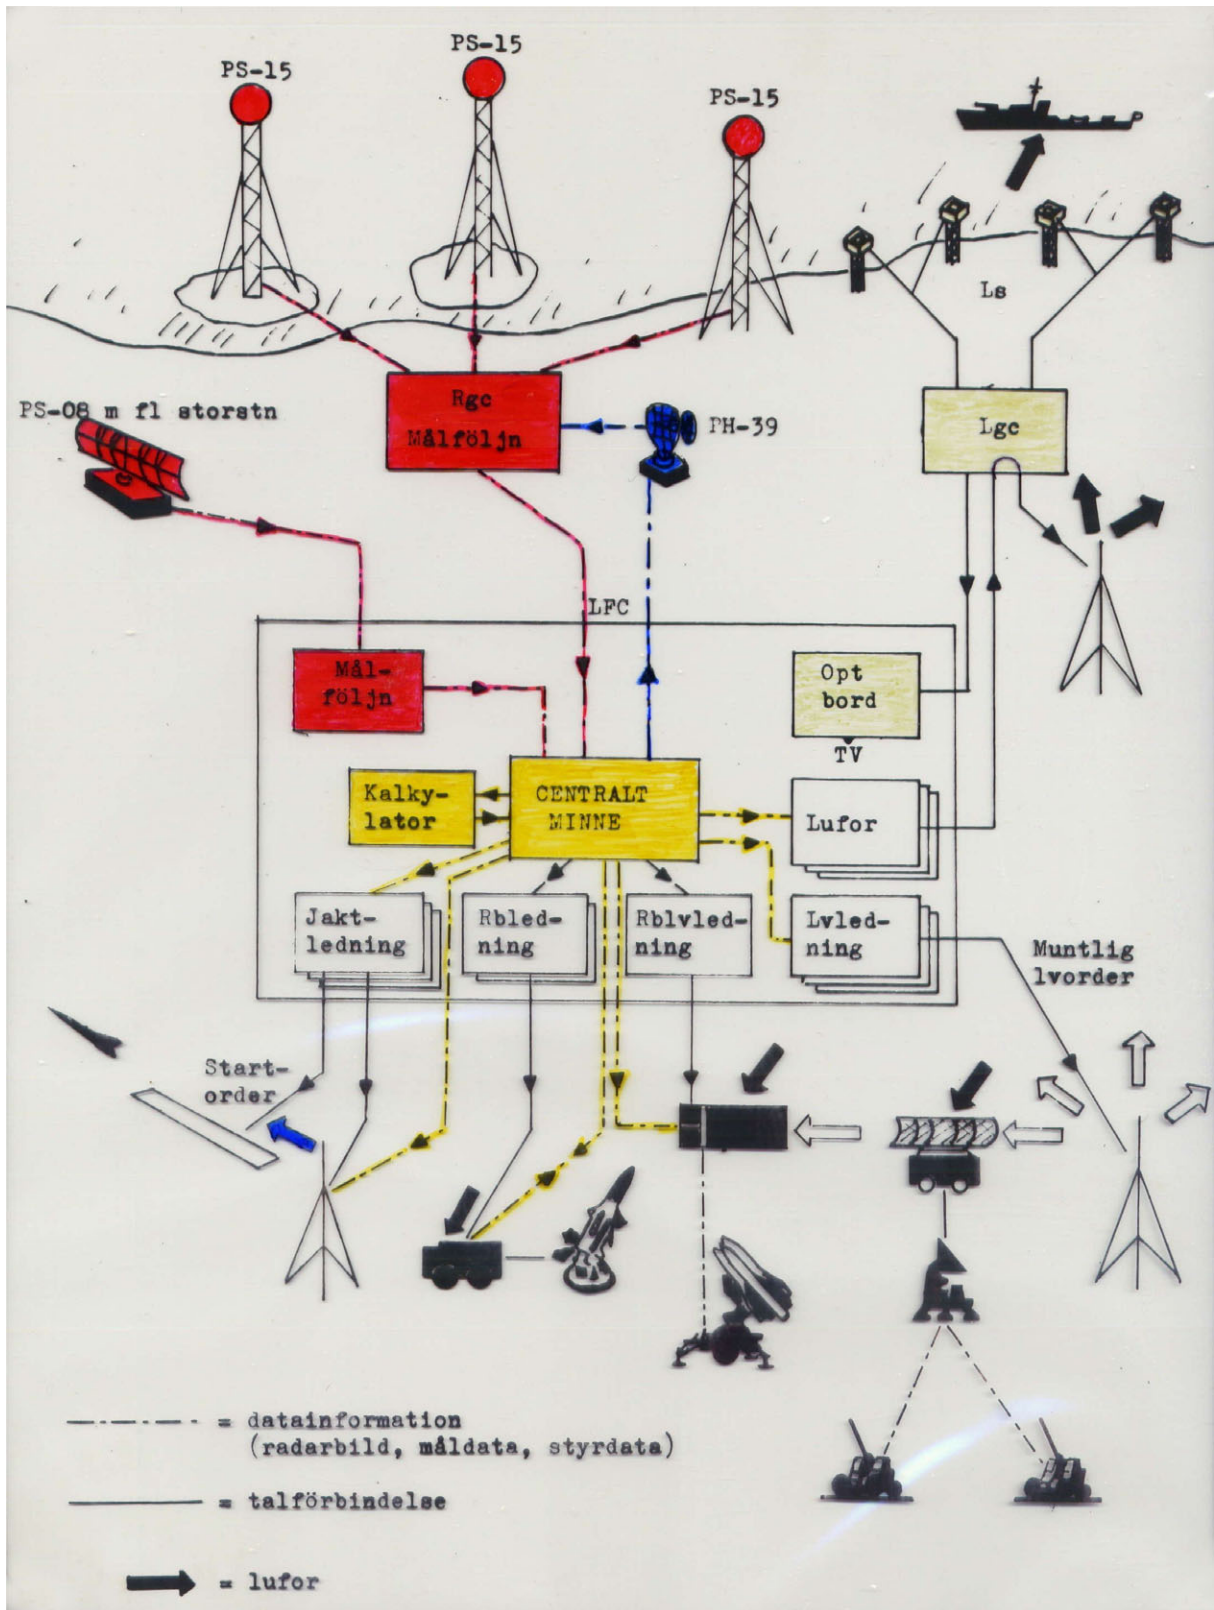 PS-15
PS-15
PS-15
Ls
PS-08 m fl storstn
Rgc
Målföljn
PH-39
Lgc
LFC
Mål-
följn
Opt
bord
TV
Kalky-
lator
CENTRALT
MINNE
Lufor
Jakt-
ledning
Rbled-
ning
Rblvled-
ning
Lvled-
ning
Muntlig
lvorder
Start-
order
= datainformation
(radarbild, måldata, styrdata)
= talförbindelse
= lufor